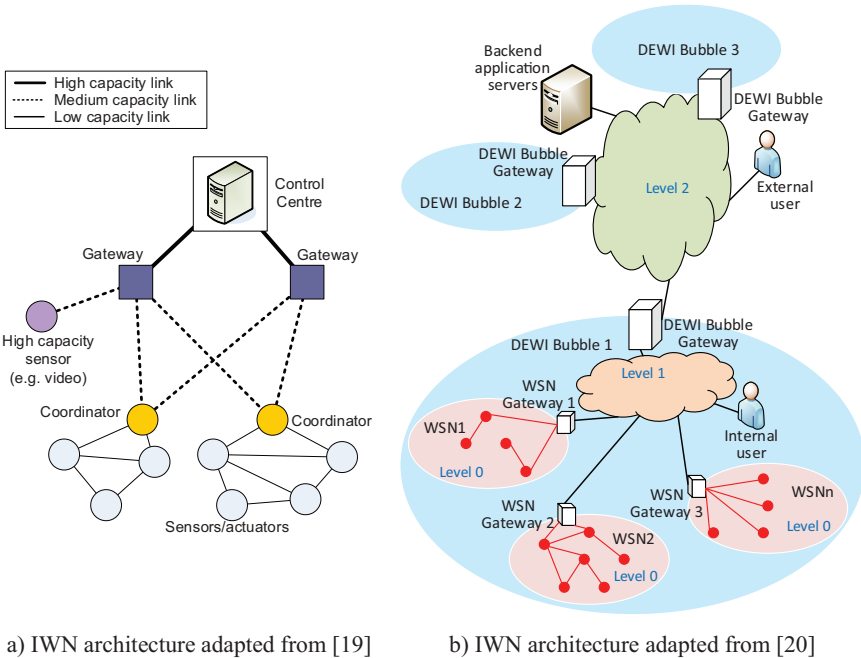 High capacity link
Medium capacity link
Low capacity link
Control
Centre
Gateway
Gateway
High capacity
sensor
(e.g. video)
Coordinator
Coordinator
Sensors/actuators
a) IWN architecture adapted from [19]
Backend
application
servers
DEWI Bubble 3
DEWI Bubble
Gateway
DEWI Bubble
Gateway
DEWI Bubble 2
Level 2
External
user
DEWI Bubble 1
DEWI Bubble
Gateway
Level 1
WSN
Gateway 1
WSN1
Level 0
Internal
user
WSN
Gateway 2
WSN2
Level 0
WSN
Gateway 3
WSNn
Level 0
b) IWN architecture adapted from [20]